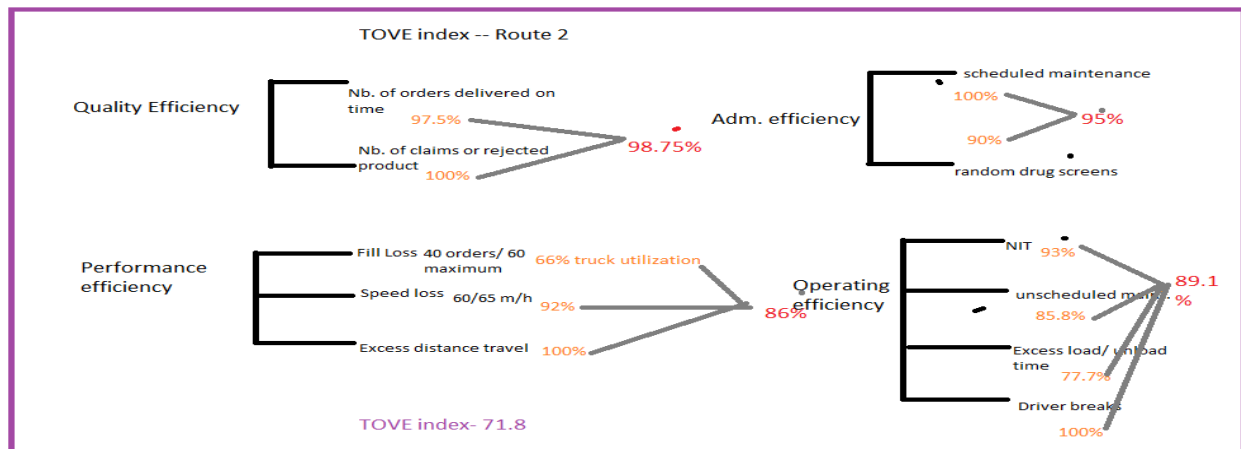 TOVE index -- Route 2
Quality Efficiency
Nb. of orders delivered on
time
97.5%
Nb. of claims or rejected
product
100%
98.75%
Adm. efficiency
scheduled maintenance
100%
95%
90%
random drug screens
Performance
efficiency
Fill Loss 40 orders/ 60
maximum
66% truck utilization
Speed loss 60/65 m/h
92%
86%
Excess distance travel
100%
Operating
efficiency
NIT
93%
unscheduled
85.8%
89.1
%
Excess load/ unload
time
77.7%
Driver breaks
100%
TOVE index- 71.8